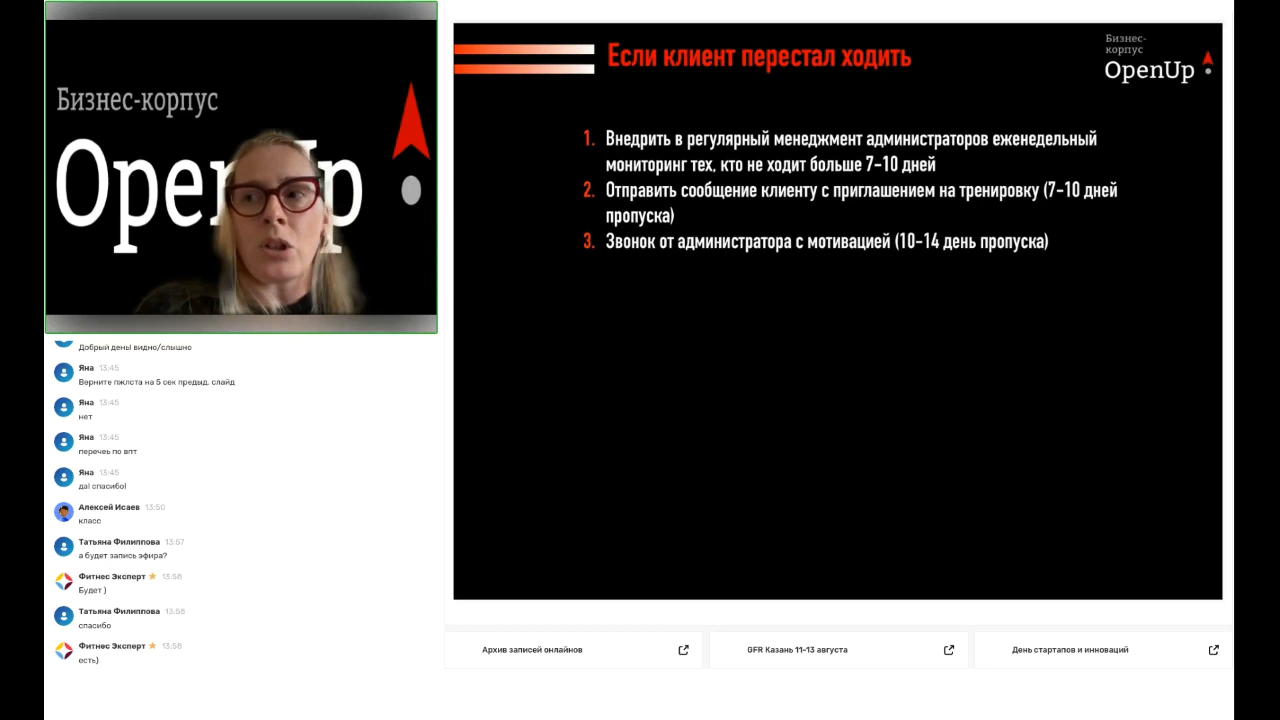 Бизнес-корпус
OpenUp
Добрый день! видно/слышно
Яна 13:45
Верните пжлста на 5 сек предыд. слайд
Яна 13:45
нет
Яна 13:45
перечеь по впт
Яна 13:45
да! спасибо!
Алексей Исаев 13:50
класс
Татьяна Филиппова 13:57
а будет запись эфира?
Фитнес Эксперт 13:58
Будет )
Татьяна Филиппова 13:58
спасибо
Фитнес Эксперт 13:58
есть)
Если клиент перестал ходить
Бизнес-
корпус
OpenUp
1. Внедрить в регулярный менеджмент администраторов еженедельный
мониторинг тех, кто не ходит больше 7-10 дней
2. Отправить сообщение клиенту с приглашением на тренировку (7-10 дней
пропуска)
3. Звонок от администратора с мотивацией (10-14 день пропуска)
Архив записей онлайнов
GFR Казань 11-13 августа
День стартапов и инноваций